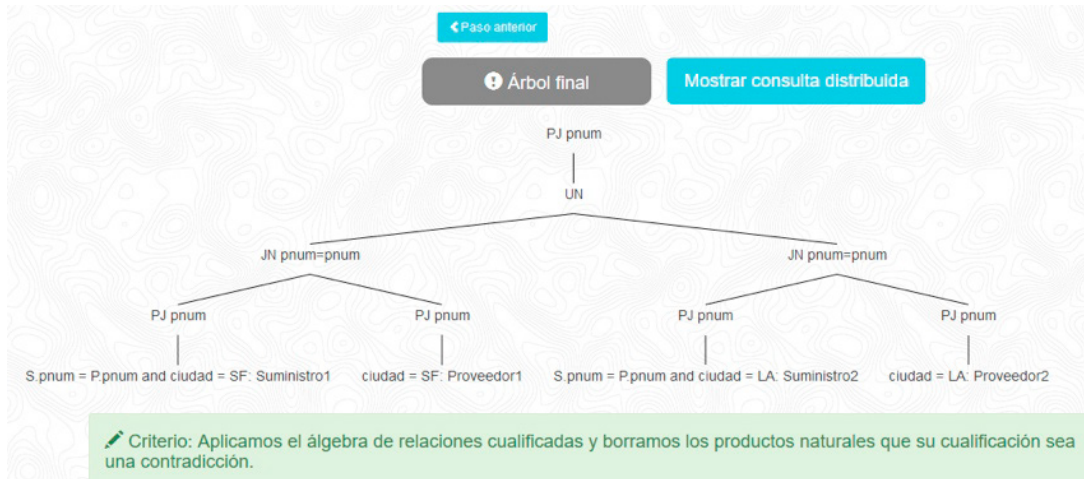 Paso anterior
Árbol final
Mostrar consulta distribuida
PJ pnum
UN
JN pnum=pnum
JN pnum=pnum
PJ pnum
PJ pnum
PJ pnum
PJ pnum
S.pnum = P.pnum and ciudad = SF: Suministro1
ciudad = SF: Proveedor1
S.pnum = P.pnum and ciudad = LA: Suministro2
ciudad = LA: Proveedor2
Criterio: Aplicamos el álgebra de relaciones cualificadas y borramos los productos naturales que su cualificación sea
una contradicción.